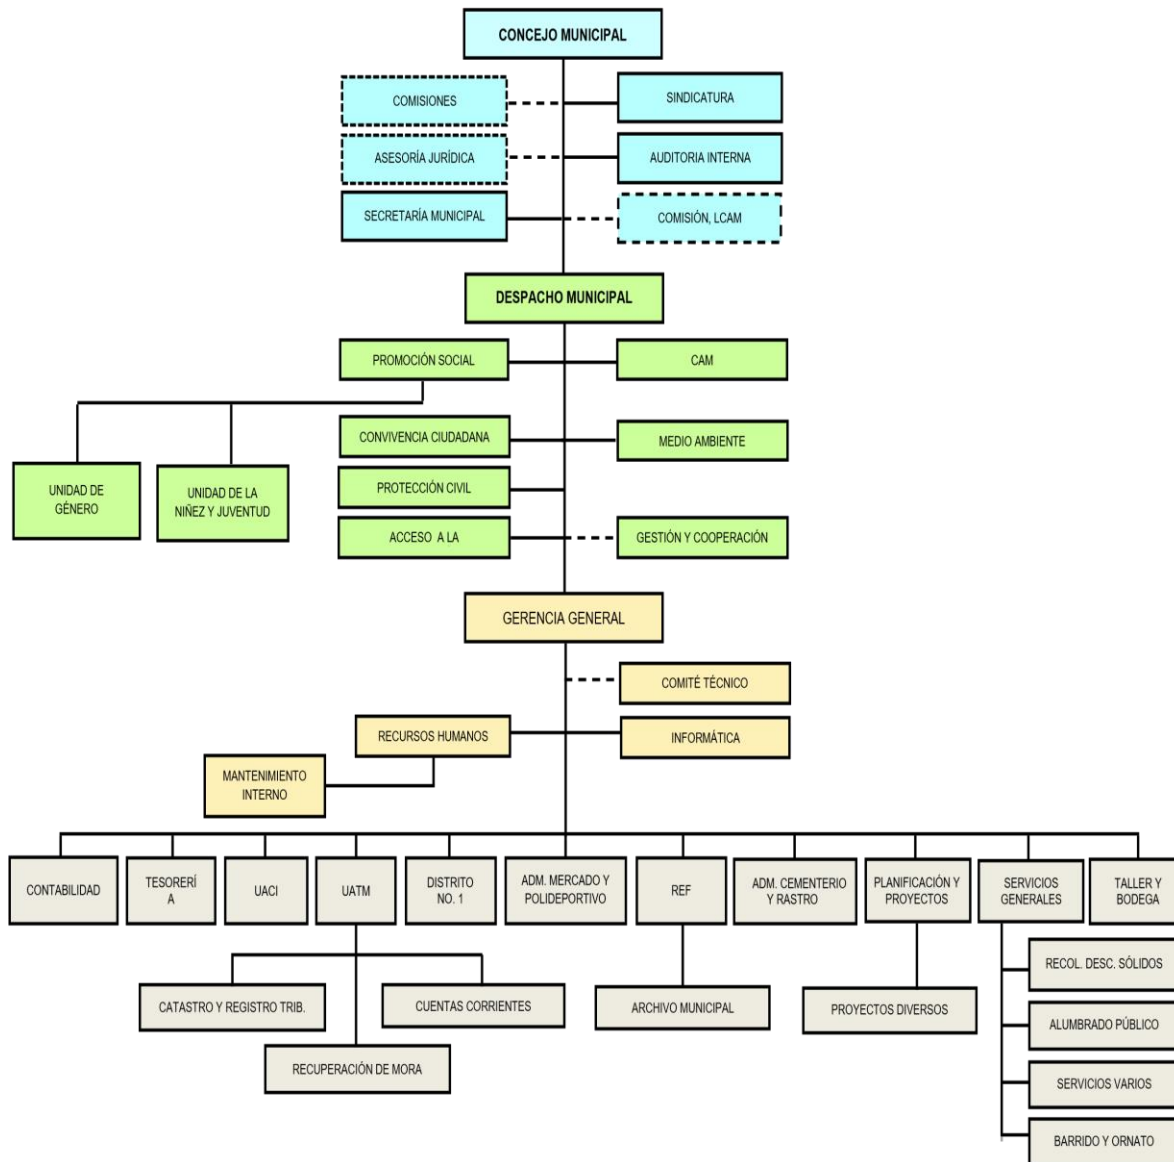 CONCEJO MUNICIPAL
COMISIONES
SINDICATURA
ASESORÍA JURÍDICA
AUDITORIA INTERNA
SECRETARÍA MUNICIPAL
COMISIÓN, LCAM
DESPACHO MUNICIPAL
PROMOCIÓN SOCIAL
CAM
CONVIVENCIA CIUDADANA
MEDIO AMBIENTE
UNIDAD DE
GÉNERO
UNIDAD DE LA
NIÑEZ Y JUVENTUD
PROTECCIÓN CIVIL
ACCESO A LA
GESTIÓN Y COOPERACIÓN
GERENCIA GENERAL
COMITÉ TÉCNICO
RECURSOS HUMANOS
INFORMÁTICA
MANTENIMIENTO
INTERNO
CONTABILIDAD
TESORERÍ
A
UACI
UATM
DISTRITO
NO. 1
ADM. MERCADO Y
POLIDEPORTIVO
REF
ADM. CEMENTERIO
Y RASTRO
PLANIFICACIÓN Y
PROYECTOS
SERVICIOS
GENERALES
TALLER Y
BODEGA
RECOL. DESC. SÓLIDOS
CATASTRO Y REGISTRO TRIB.
CUENTAS CORRIENTES
ARCHIVO MUNICIPAL
PROYECTOS DIVERSOS
ALUMBRADO PÚBLICO
RECUPERACIÓN DE MORA
SERVICIOS VARIOS
BARRIDO Y ORNATO